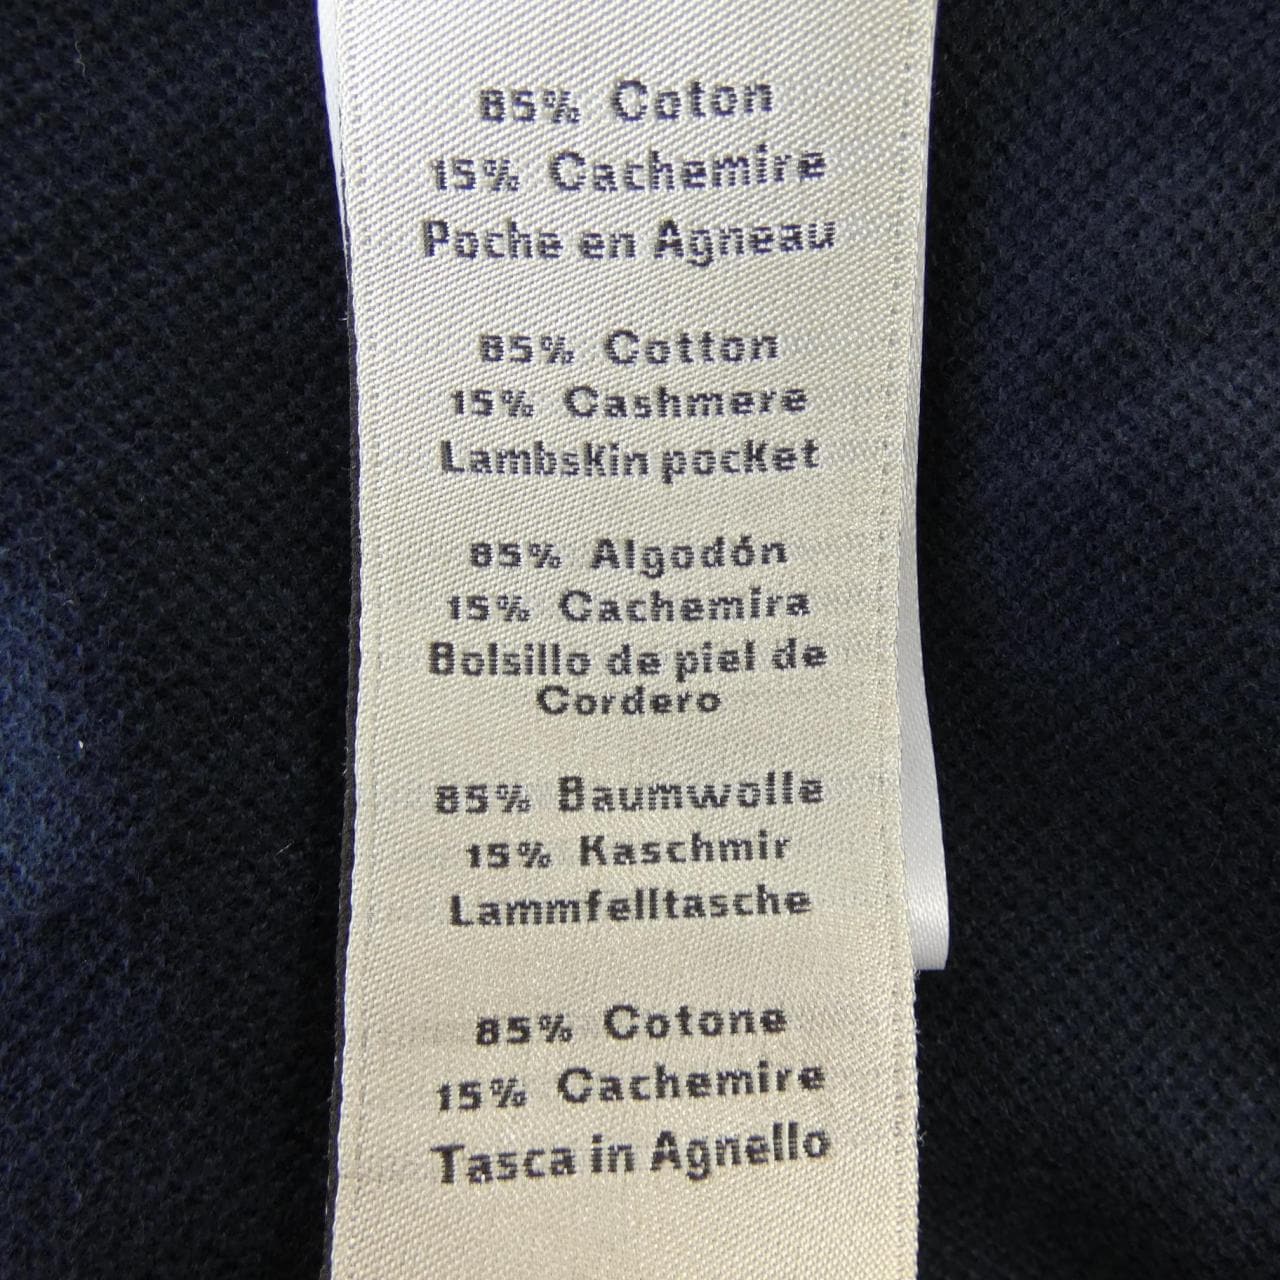 85% Coton
15% Cachemire
Poche en Agneau
85% Cotton
15% Cashmere
Lambskin pocket
85% Algodón
15% Cachemira
Bolsillo de piel de
Cordero
85% Baumwolle
15% Kaschmir
Lammfelltasche
85% Cotone
15% Cachemire
Tasca in Agnello